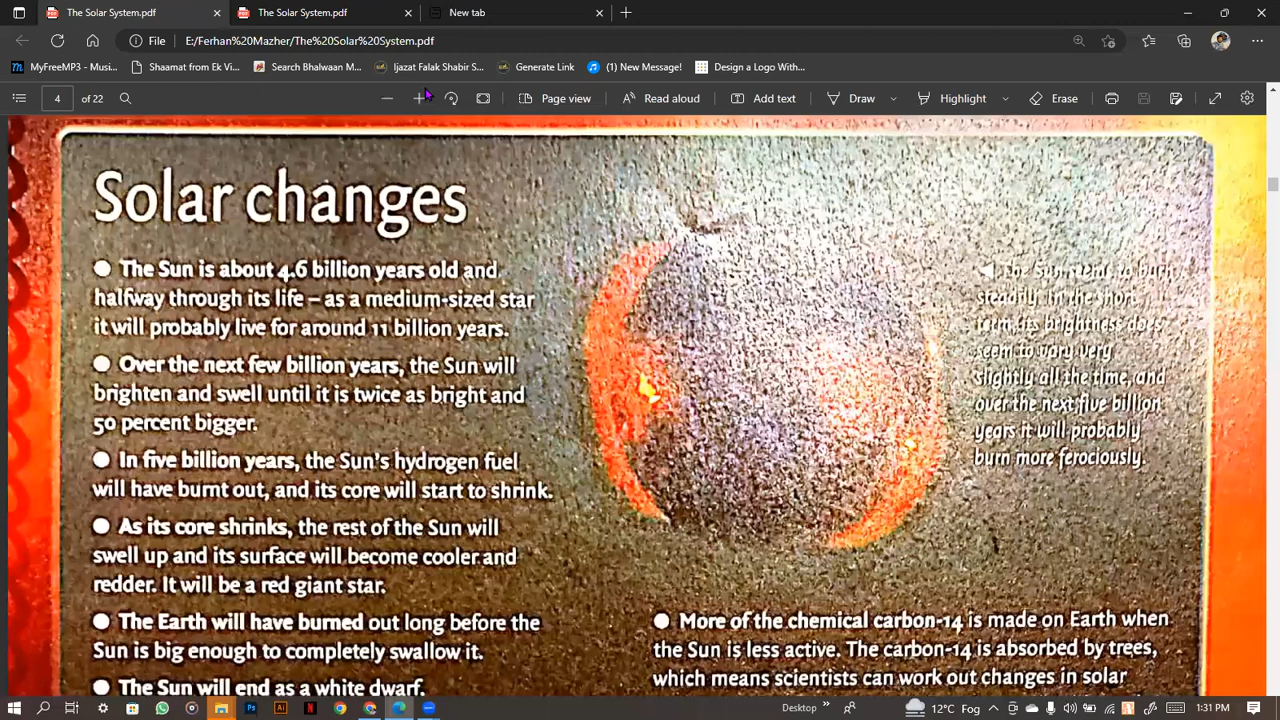 The Solar System.pdf
The Solar System.pdf
New tab
File
E:/Ferhan%20Mazher/The%20Solar%20System.pdf
MyFreeMP3 - Musi...
Shaamat from Ek Vi...
Search Bhalwaan M...
Ijazat Falak Shabir S...
Generate Link
(1) New Message!
Design a Logo With...
4 of 22
Page view
Read aloud
Add text
Draw
Highlight
Erase
Solar changes
● The Sun is about 4.6 billion years old and
halfway through its life – as a medium-sized star
it will probably live for around 11 billion years.
● Over the next few billion years, the Sun will
brighten and swell until it is twice as bright and
50 percent bigger.
● In five billion years, the Sun's hydrogen fuel
will have burnt out, and its core will start to shrink.
● As its core shrinks, the rest of the Sun will
swell up and its surface will become cooler and
redder. It will be a red giant star.
● The Earth will have burned out long before the
Sun is big enough to completely swallow it.
● The Sun will end as a white dwarf.
◀ The Sun seems to burn
steadily. In the short
term, its brightness does
seem to vary very
slightly all the time, and
over the next five billion
years it will probably
burn more ferociously.
● More of the chemical carbon-14 is made on Earth when
the Sun is less active. The carbon-14 is absorbed by trees,
which means scientists can work out changes in solar
Desktop
12°C Fog
1:31 PM